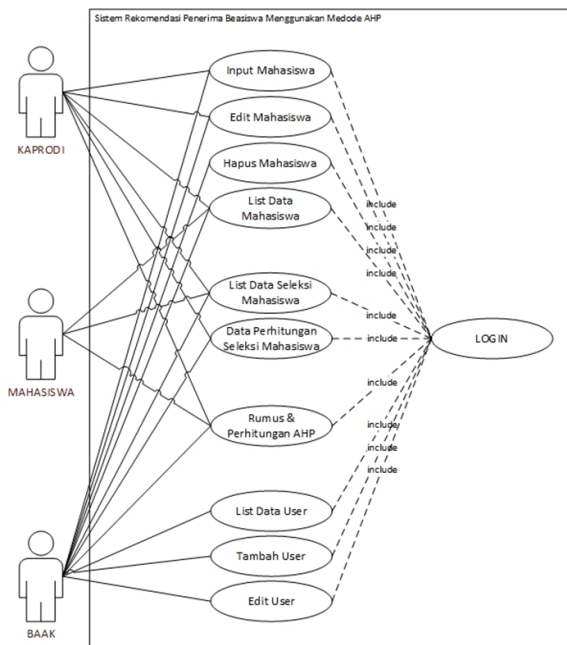 Sistem Rekomendasi Penerima Beasiswa Menggunakan Medode AHP
Input Mahasiswa
KAPRODI
Edit Mahasiswa
Hapus Mahasiswa
List Data
Mahasiswa
include
include
include
include
List Data Seleksi
Mahasiswa
include
Data Perhitungan
Seleksi Mahasiswa
include
LOGIN
MAHASISWA
include
Rumus &
Perhitungan AHP
include
include
include
List Data User
Tambah User
Edit User
BAAK